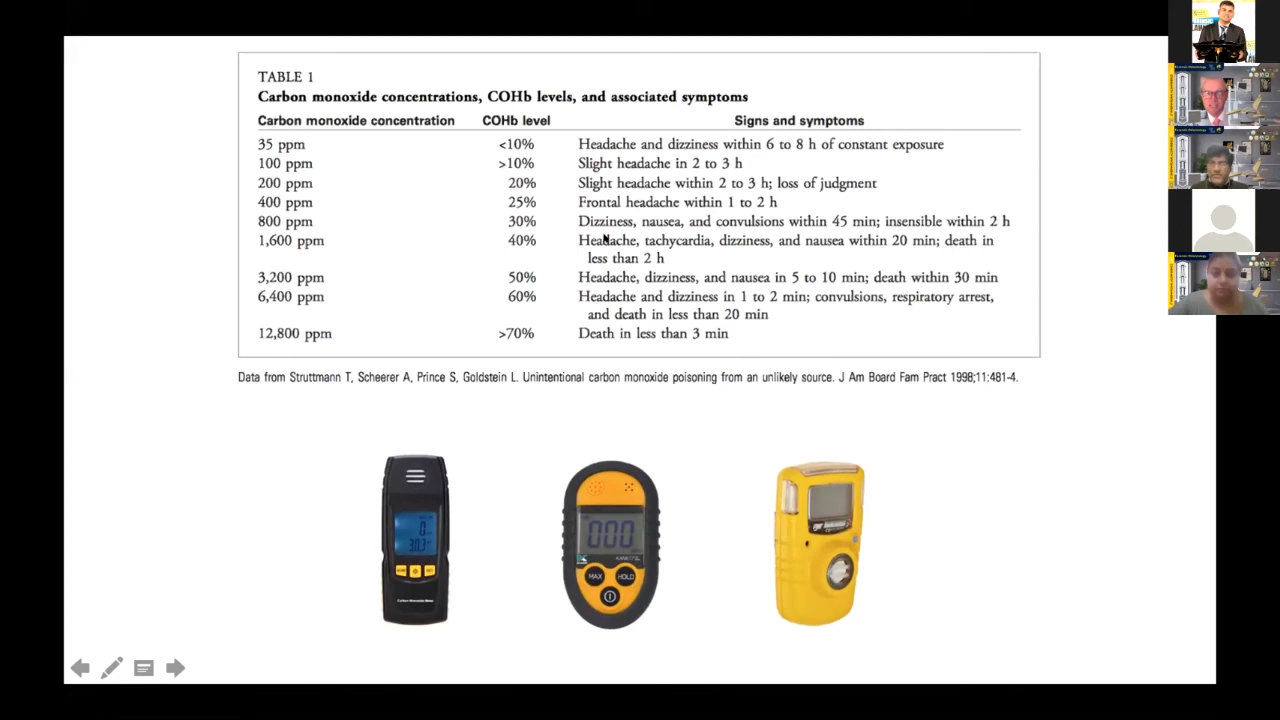 TABLE 1
Carbon monoxide concentrations, COHb levels, and associated symptoms
Carbon monoxide concentration COHb level Signs and symptoms
35 ppm <10% Headache and dizziness within 6 to 8 h of constant exposure
100 ppm >10% Slight headache in 2 to 3 h
200 ppm 20% Slight headache within 2 to 3 h; loss of judgment
400 ppm 25% Frontal headache within 1 to 2 h
800 ppm 30% Dizziness, nausea, and convulsions within 45 min; insensible within 2 h
1,600 ppm 40% Headache, tachycardia, dizziness, and nausea within 20 min; death in
less than 2 h
3,200 ppm 50% Headache, dizziness, and nausea in 5 to 10 min; death within 30 min
6,400 ppm 60% Headache and dizziness in 1 to 2 min; convulsions, respiratory arrest,
and death in less than 20 min
12,800 ppm >70% Death in less than 3 min
Data from Struttmann T, Scheerer A, Prince S, Goldstein L. Unintentional carbon monoxide poisoning from an unlikely source. J Am Board Fam Pract 1998;11:481-4.
0
303
Carbon Monoxide Meter
000
MAX HOLD